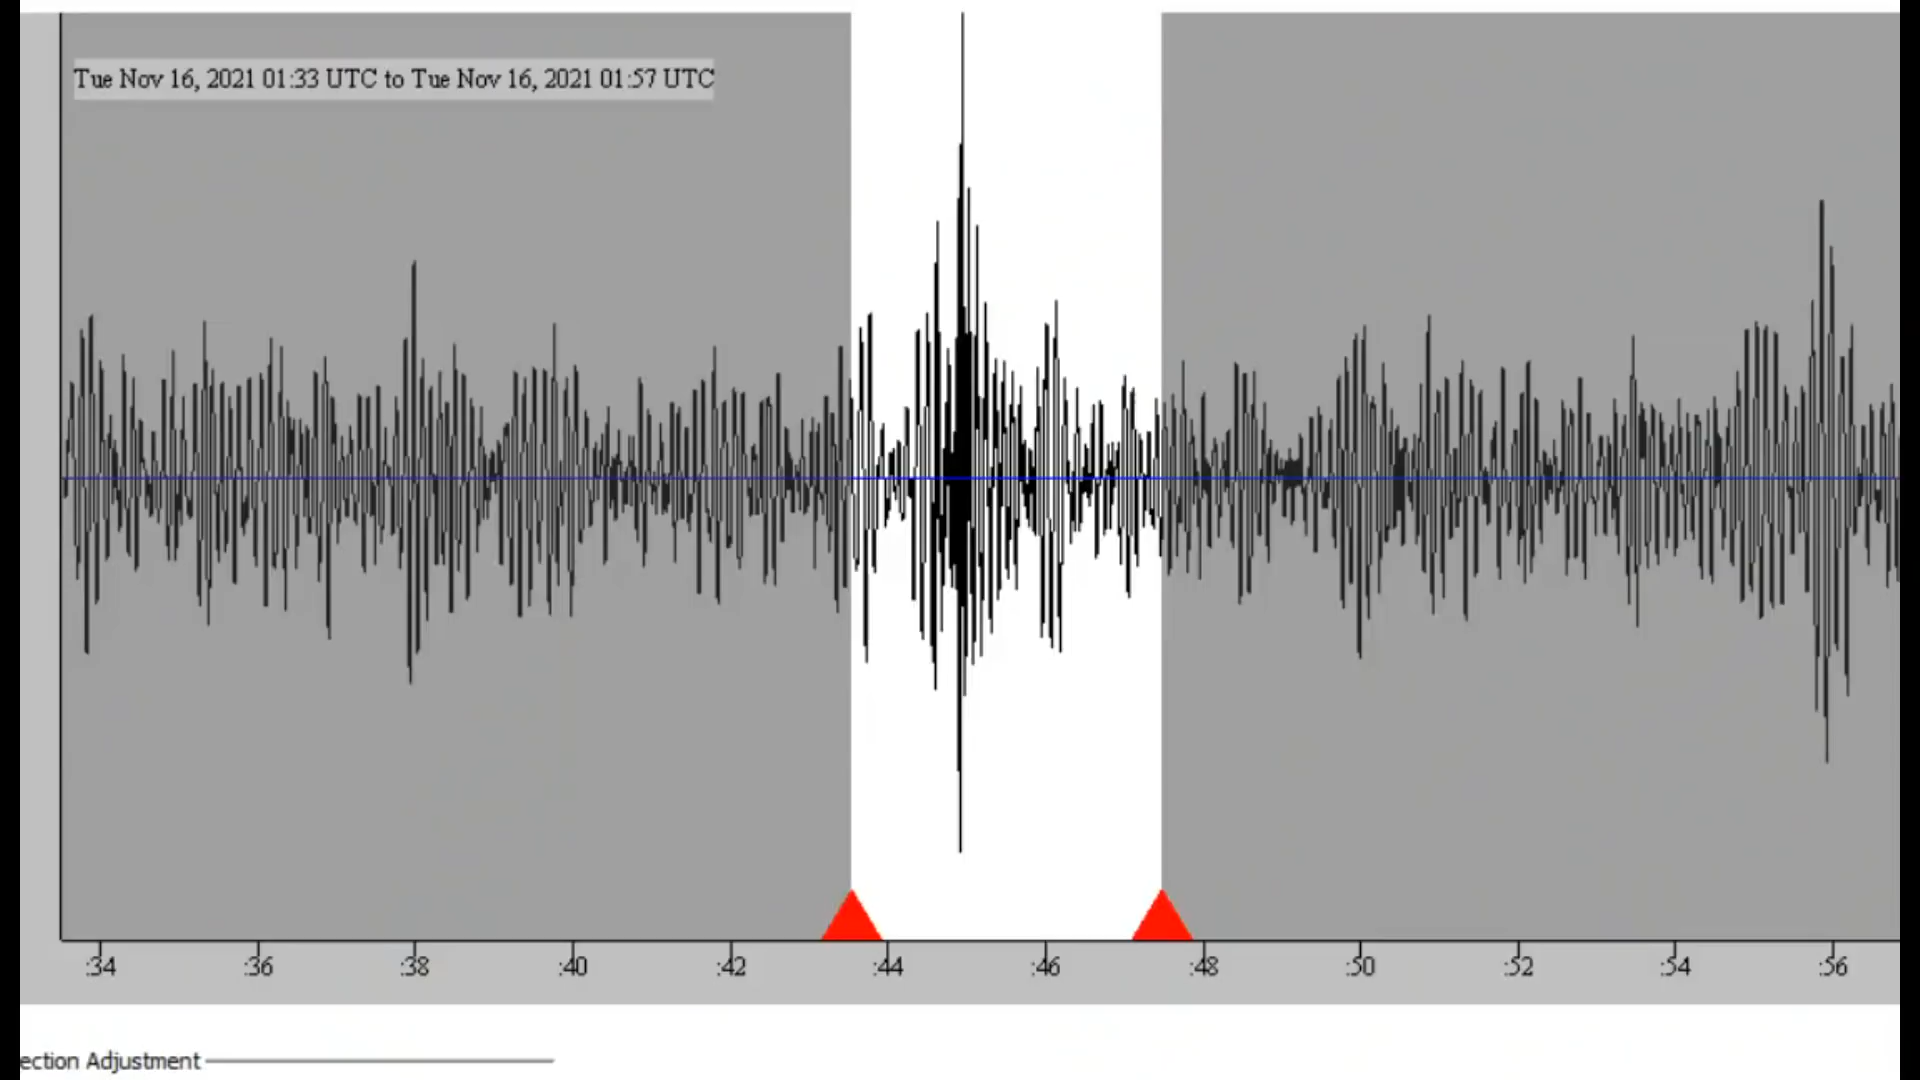 Tue Nov 16, 2021 01:33 UTC to Tue Nov 16, 2021 01:57 UTC
:34 :36 :38 :40 :42 :44 :46 :48 :50 :52 :54 :56
ection Adjustment